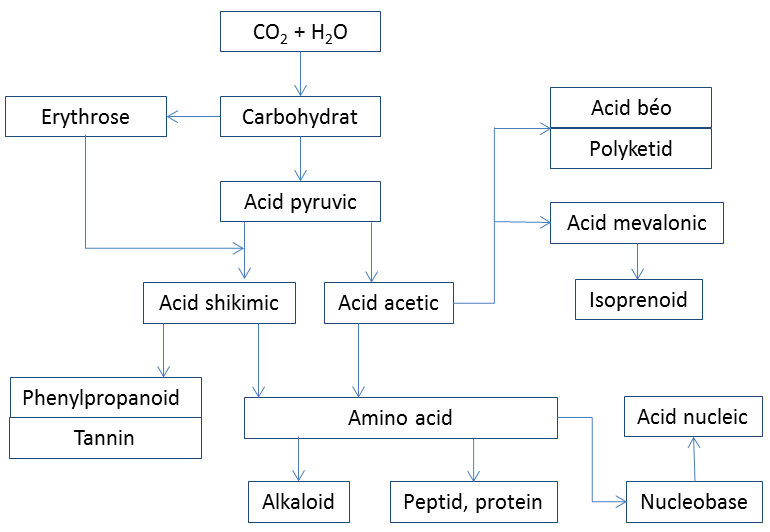 CO₂ + H₂O
Erythrose
Carbohydrat
Acid béo
Polyketid
Acid pyruvic
Acid mevalonic
Acid shikimic
Acid acetic
Isoprenoid
Phenylpropanoid
Tannin
Amino acid
Acid nucleic
Alkaloid
Peptid, protein
Nucleobase